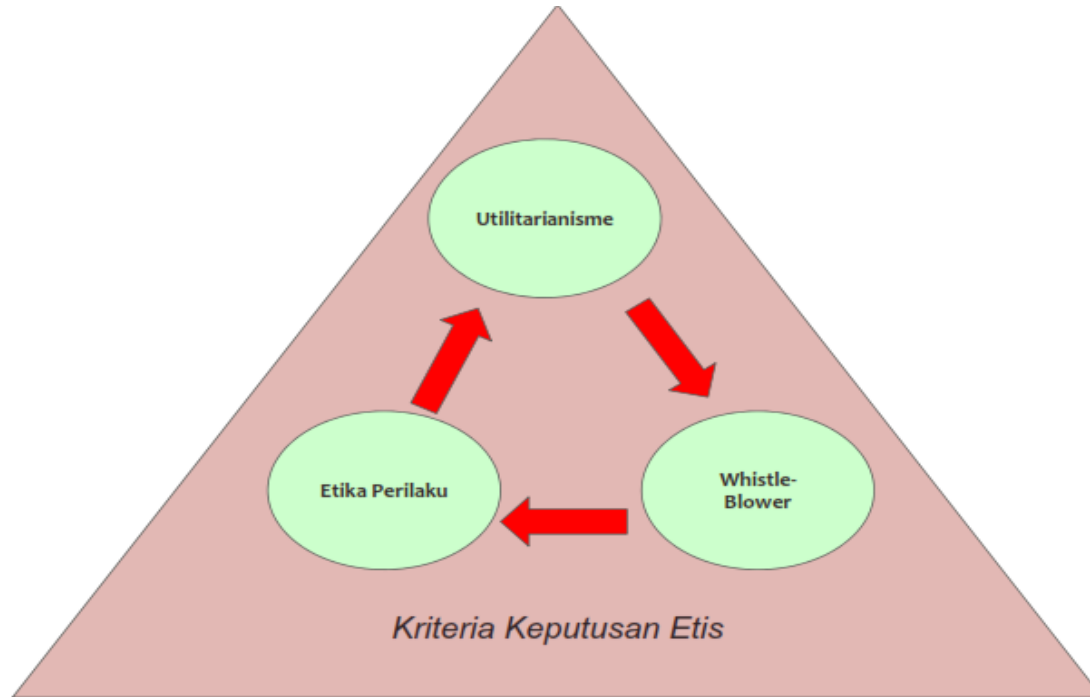 Utilitarianisme
Etika Perilaku
Whistle-
Blower
Kriteria Keputusan Etis